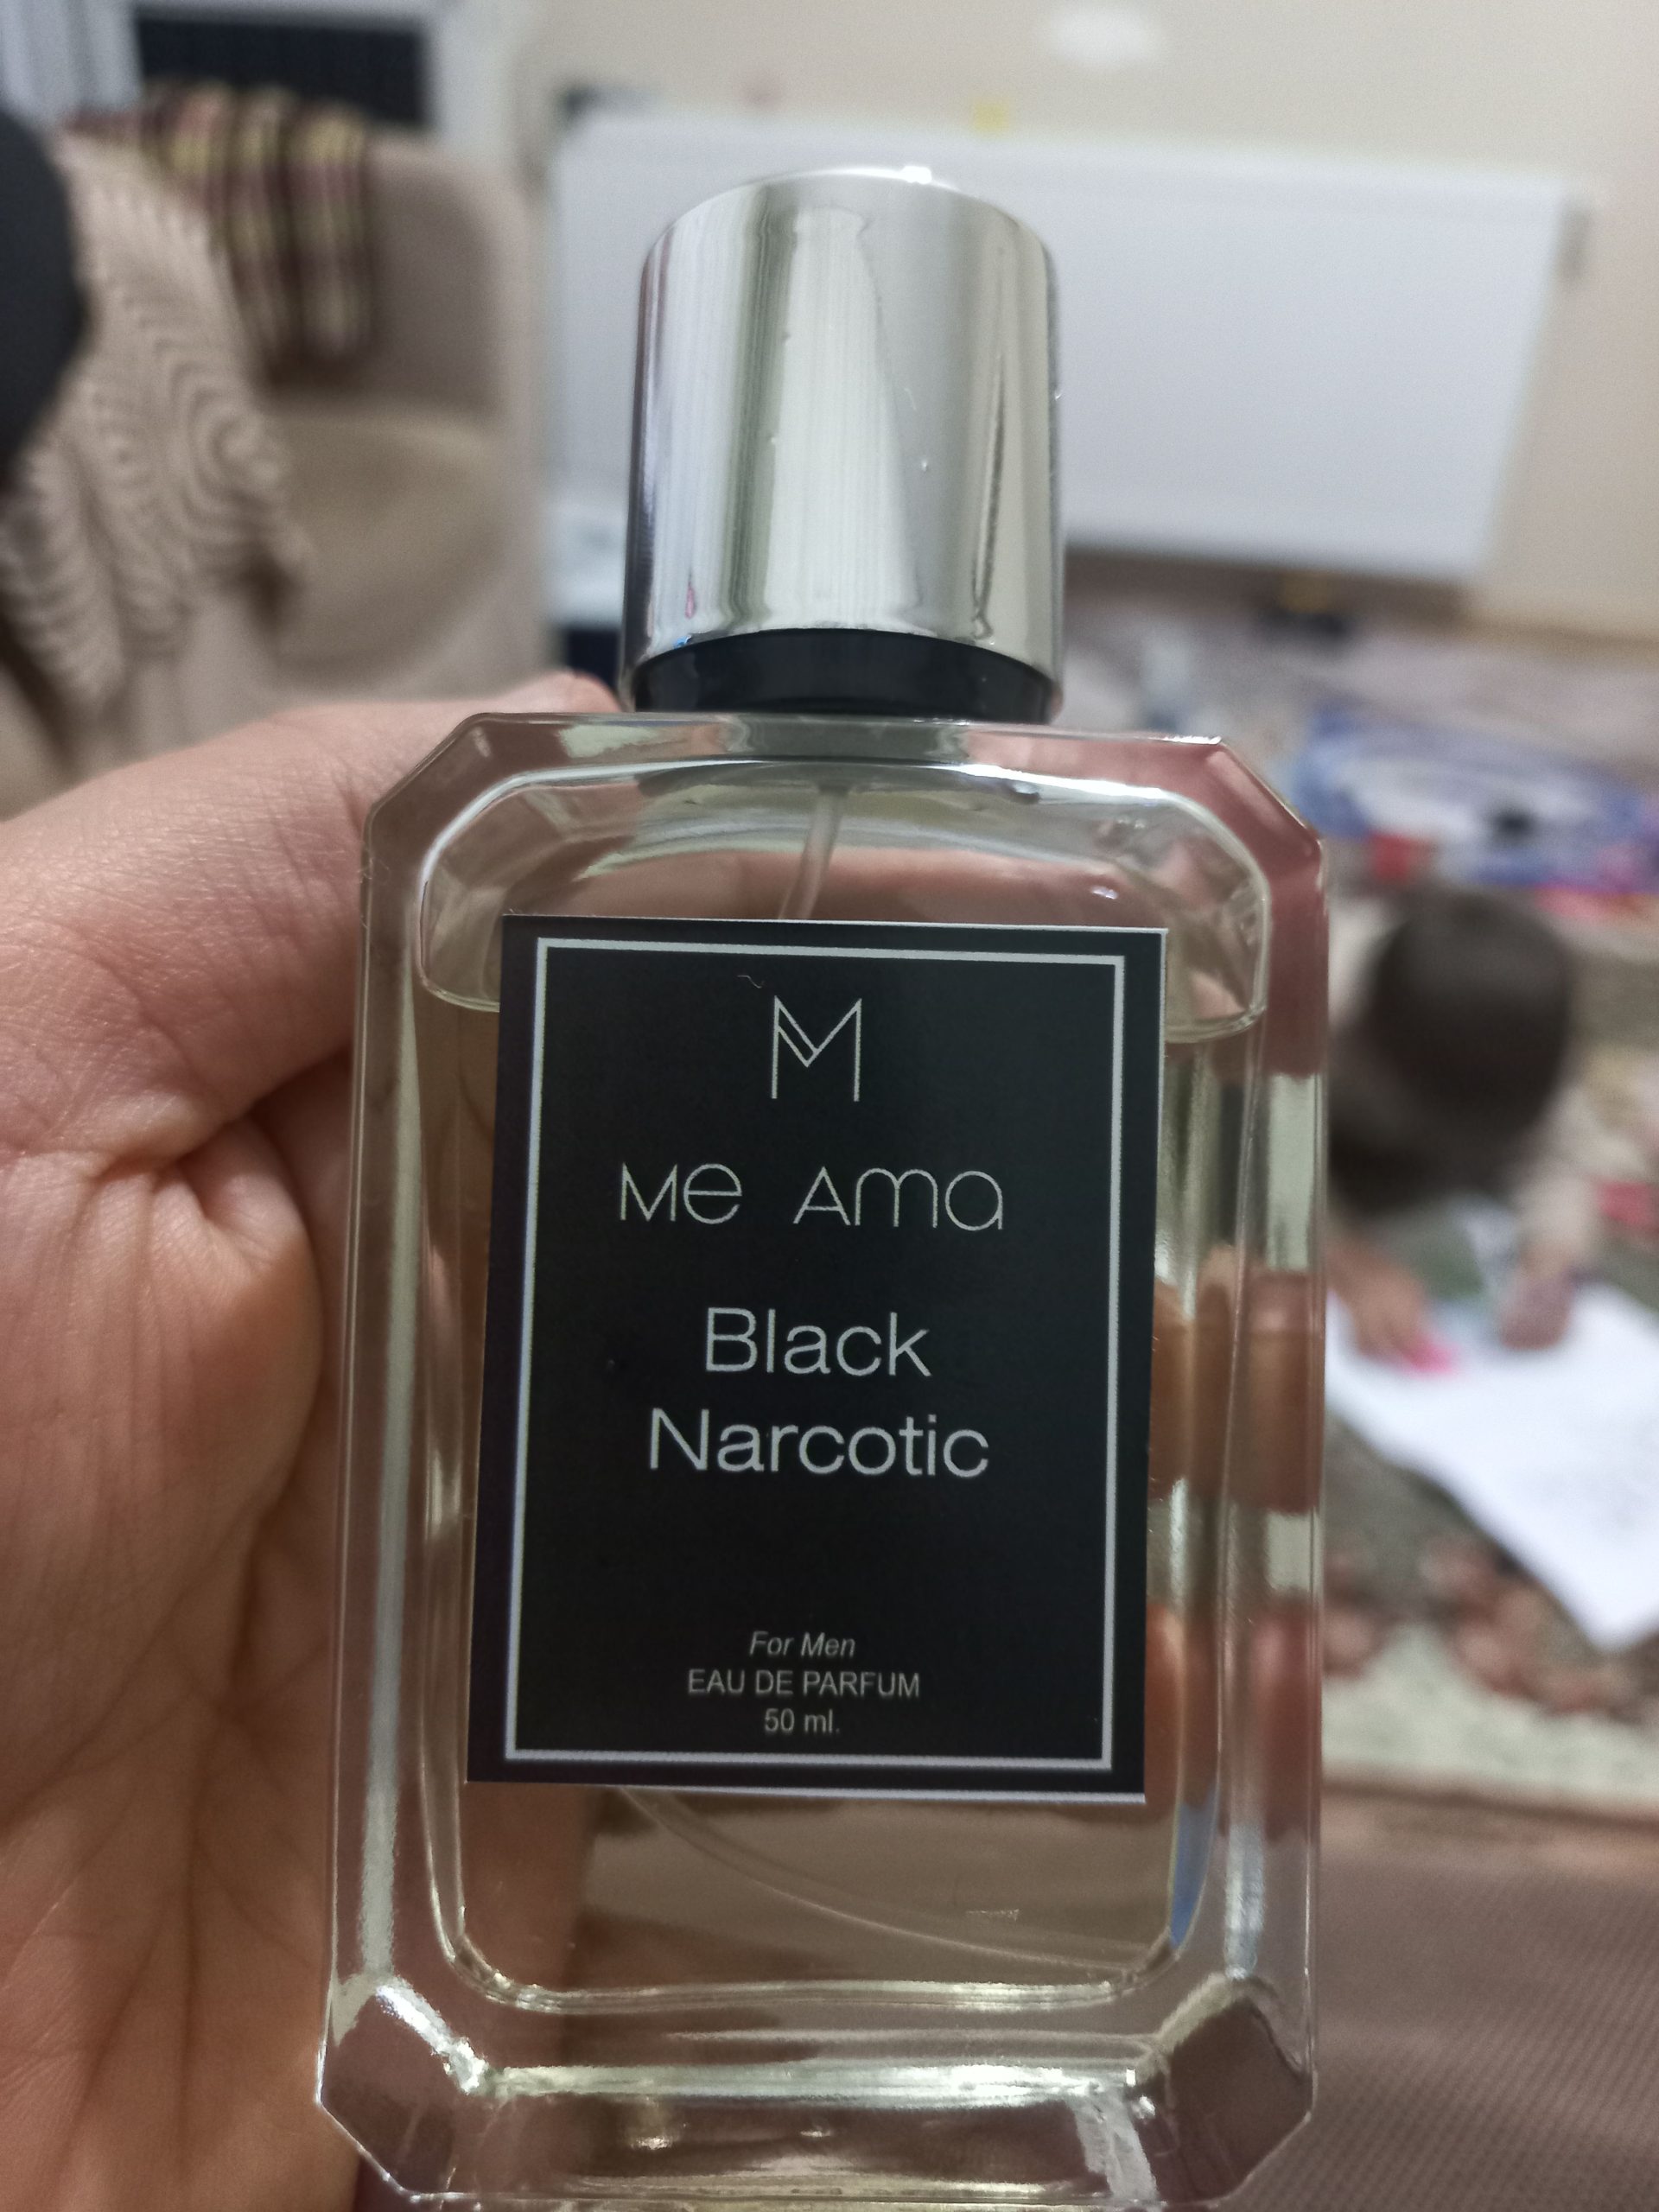 M
Me Ama
Black
Narcotic
For Men
EAU DE PARFUM
50 ml.